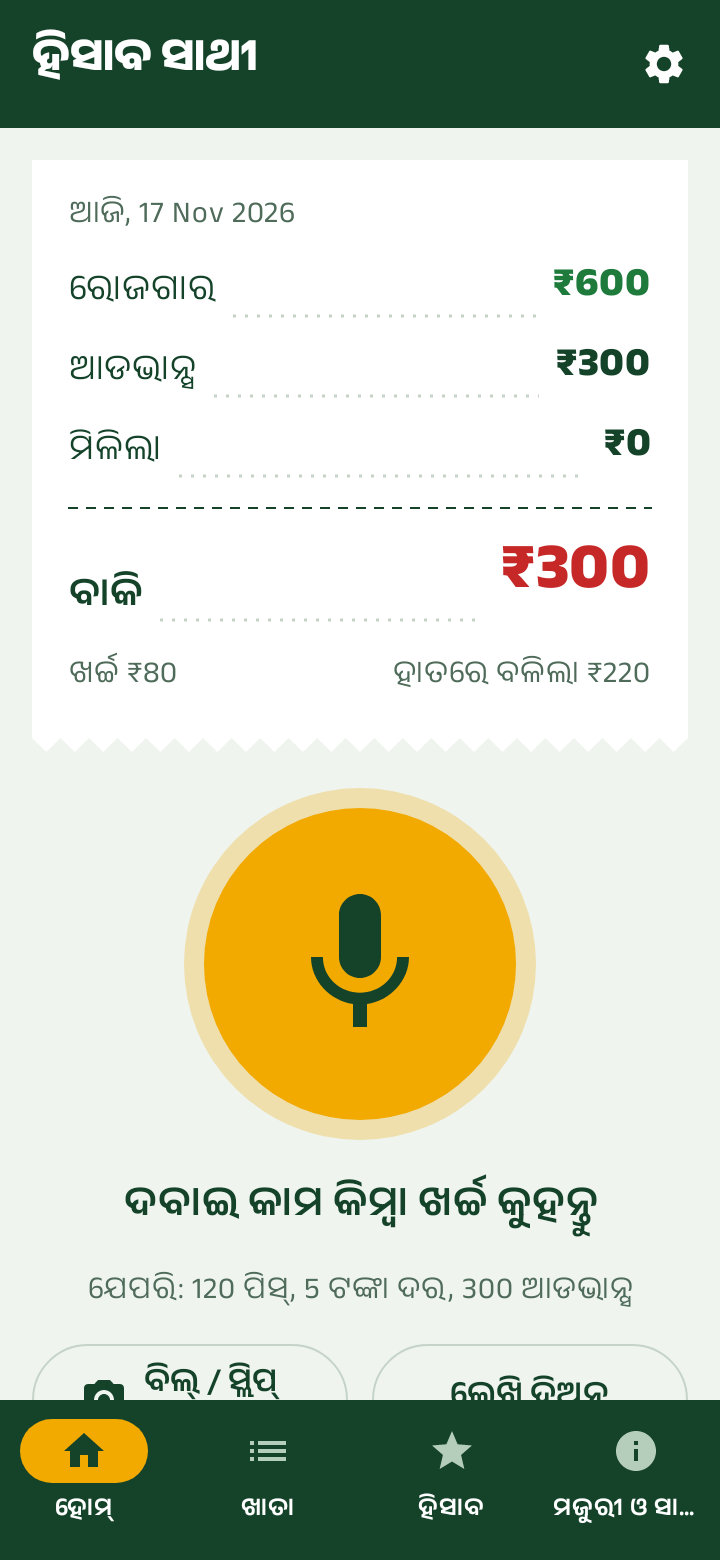 ହିସାବ ସାଥୀ
ଆଜି, 17 Nov 2026
ରୋଜଗାର ₹600
ଆଡଭାନ୍ସ ₹300
ମିଳିଲା ₹0
ବାକି ₹300
ଖର୍ଚ୍ଚ ₹80 ହାତରେ ବଳିଲା ₹220
ଦବାଇ କାମ କିମ୍ବା ଖର୍ଚ୍ଚ କୁହନ୍ତୁ
ଯେପରି: 120 ପିସ୍, 5 ଟଙ୍କା ଦର, 300 ଆଡଭାନ୍ସ
ବିଲ୍ / ସ୍ଲିପ୍ ଲେଖି ଦିଅନ୍ତୁ
ହୋମ୍ ଖାତା ହିସାବ ମଜୁରୀ ଓ ସା...